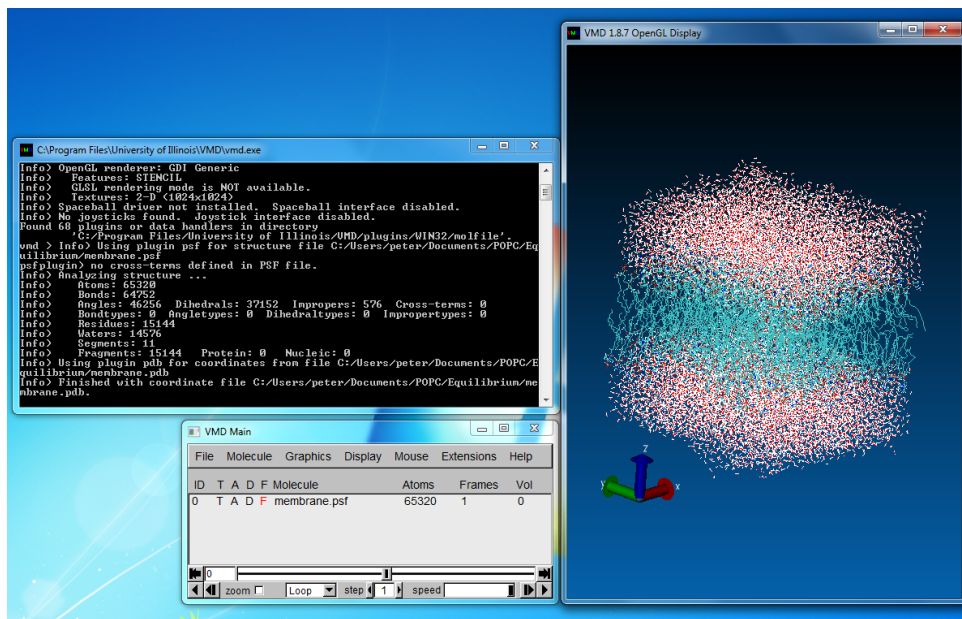 VMD 1.8.7 OpenGL Display
C:\Program Files\University of Illinois\VMD\vmd.exe
Info) OpenGL renderer: GDI Generic
Info)   Features: STENCIL
Info)   GLSL rendering mode is NOT available.
Info)   Textures: 2-D (1024x1024)
Info) Spaceball driver not installed.  Spaceball interface disabled.
Info) No joysticks found.  Joystick interface disabled.
Found 68 plugins or data handlers in directory
'C:/Program Files/University of Illinois/VMD/plugins/WIN32/molfile'.
vmd > Info) Using plugin psf for structure file C:/Users/peter/Documents/POPC/Eq
uilibrium/membrane.psf
psfplugin) no cross-terms defined in PSF file.
Info) Analyzing structure ...
Info)    Atoms: 65320
Info)    Bonds: 64752
Info)    Angles: 46256  Dihedrals: 37152  Impropers: 576  Cross-terms: 0
Info)    Bondtypes: 0  Angletypes: 0  Dihedraltypes: 0  Impropertypes: 0
Info)    Residues: 15144
Info)    Waters: 14576
Info)    Segments: 11
Info)    Fragments: 15144   Protein: 0   Nucleic: 0
Info) Using plugin pdb for coordinates from file C:/Users/peter/Documents/POPC/E
quilibrium/membrane.pdb
Info) Finished with coordinate file C:/Users/peter/Documents/POPC/Equilibrium/me
mbrane.pdb.
VMD Main
File Molecule Graphics Display Mouse Extensions Help
ID T A D F Molecule Atoms Frames Vol
0 T A D F membrane.psf 65320 1 0
0
zoom Loop step 1 speed
z
y
x